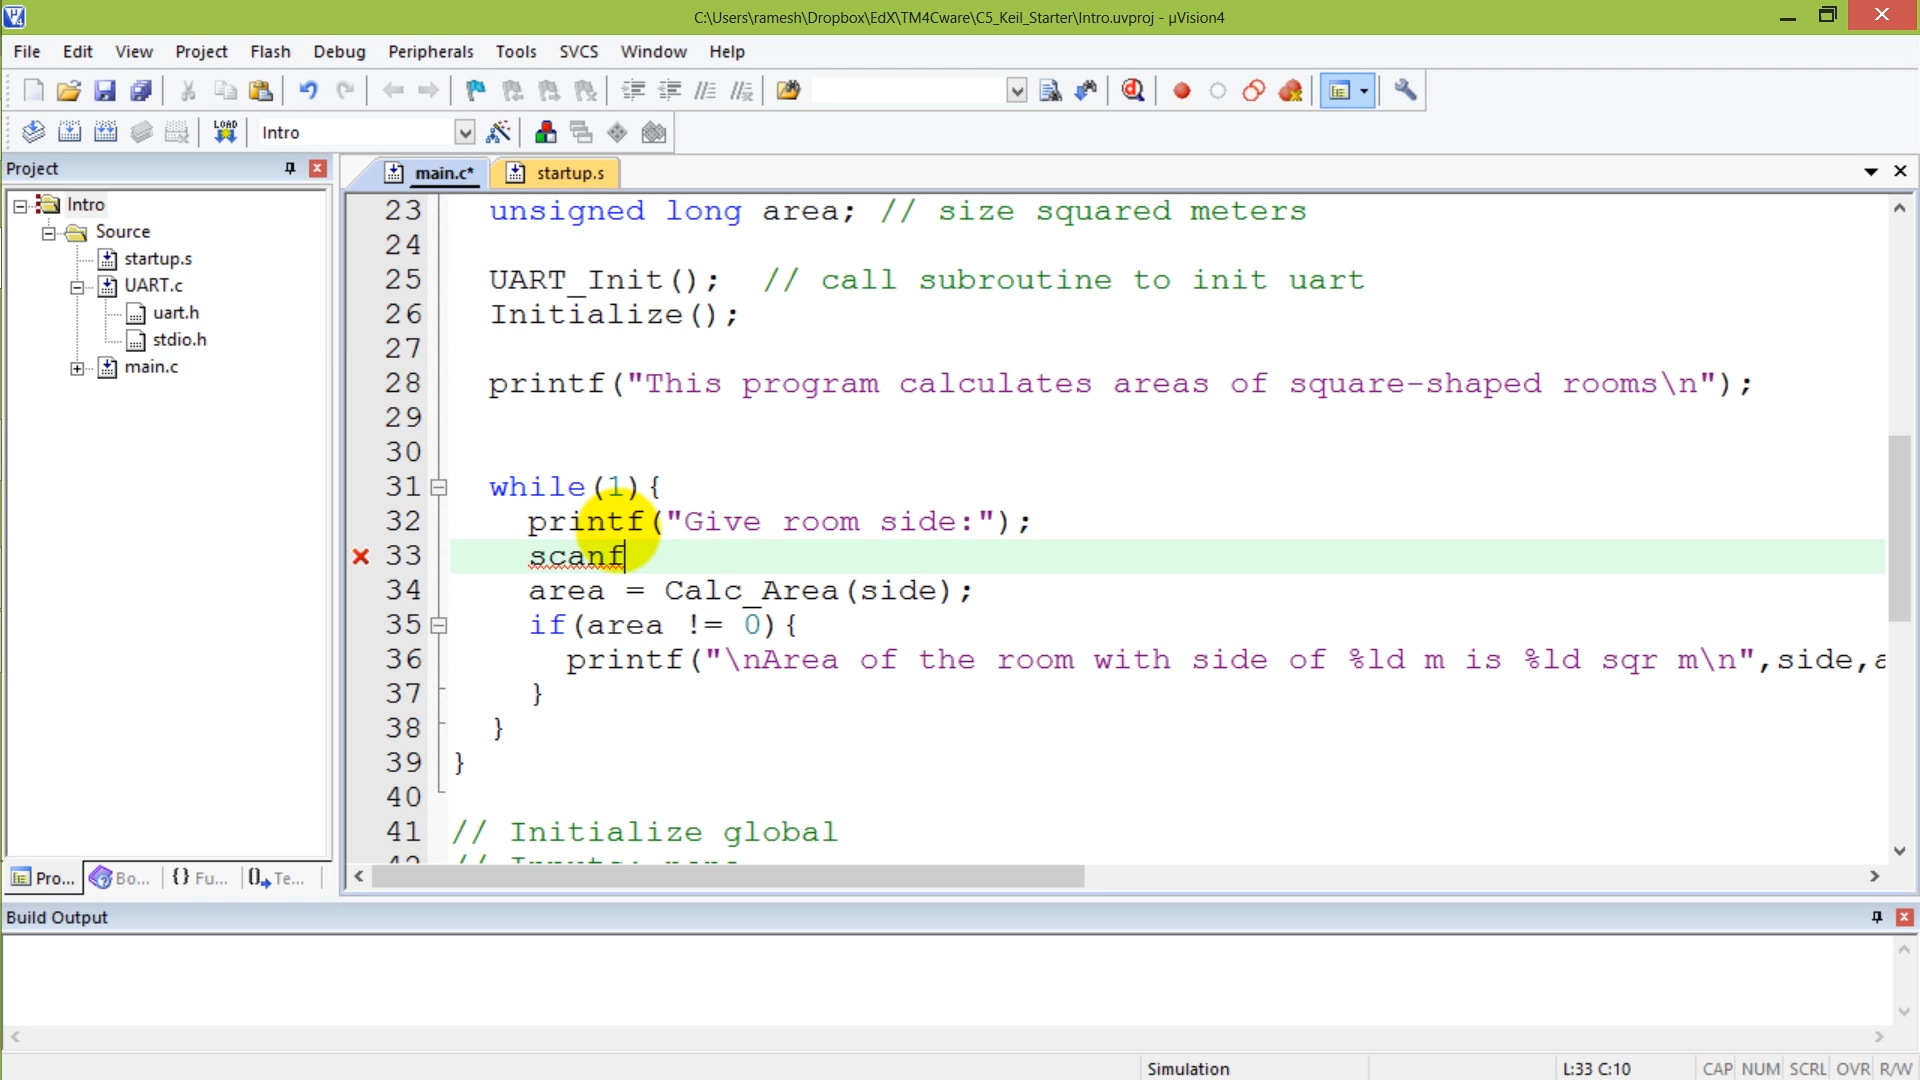 C:\Users\ramesh\Dropbox\EdX\TM4Cware\C5_Keil_Starter\Intro.uvproj - µVision4
File Edit View Project Flash Debug Peripherals Tools SVCS Window Help
LOAD Intro
Project
main.c* startup.s
Intro
Source
startup.s
UART.c
uart.h
stdio.h
main.c
23 unsigned long area; // size squared meters
24
25 UART_Init(); // call subroutine to init uart
26 Initialize();
27
28 printf("This program calculates areas of square-shaped rooms\n");
29
30
31 while(1){
32 printf("Give room side:");
33 scanf
34 area = Calc_Area(side);
35 if(area != 0){
36 printf("\nArea of the room with side of %ld m is %ld sqr m\n",side,a
37 }
38 }
39 }
40
41 // Initialize global
Pro... Bo... {} Fu... Te...
Build Output
Simulation L:33 C:10 CAP NUM SCRL OVR R/W